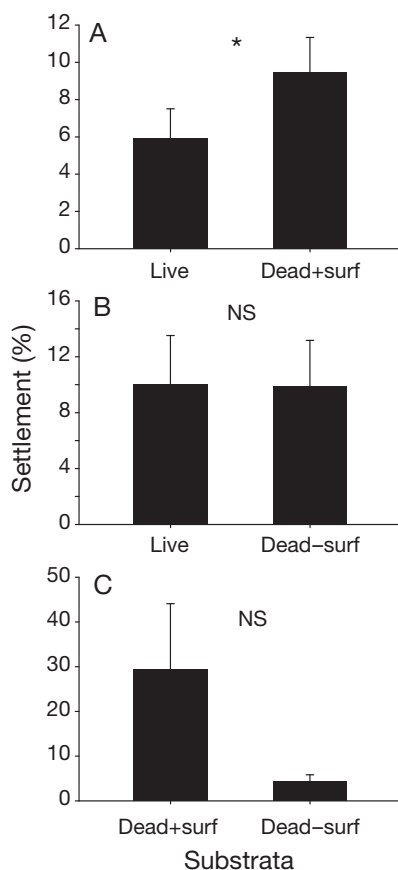 A
*
12
10
8
6
4
2
0
Live Dead+surf
B
NS
16
12
8
4
0
Live Dead–surf
C
NS
50
40
30
20
10
0
Dead+surf Dead–surf
Settlement (%)
Substrata